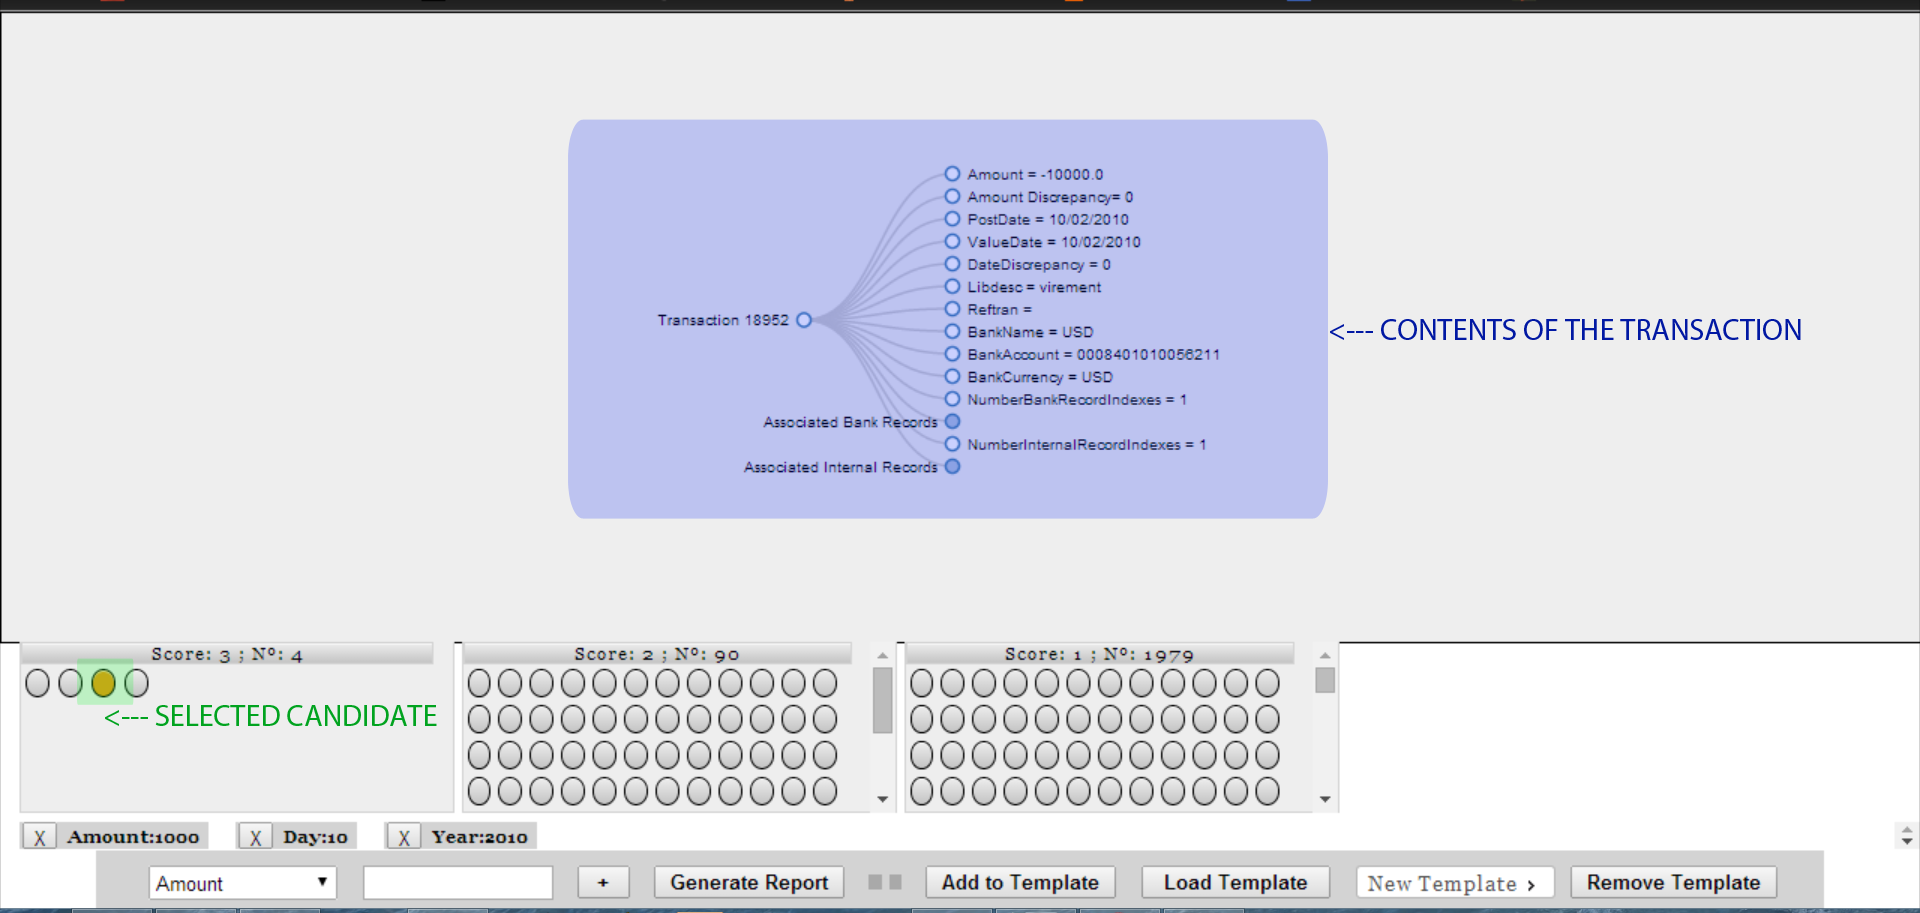 Amount = -10000.0
Amount Discrepancy= 0
PostDate = 10/02/2010
ValueDate = 10/02/2010
DateDiscrepancy = 0
Libdesc = virement
Reftran =
Transaction 18952
BankName = USD
<--- CONTENTS OF THE TRANSACTION
BankAccount = 0008401010056211
BankCurrency = USD
NumberBankRecordIndexes = 1
Associated Bank Records
NumberInternalRecordIndexes = 1
Associated Internal Records
Score: 3 ; Nº: 4
Score: 2 ; Nº: 90
Score: 1 ; Nº: 1979
<--- SELECTED CANDIDATE
X Amount:1000 X Day:10 X Year:2010
Amount + Generate Report Add to Template Load Template New Template › Remove Template